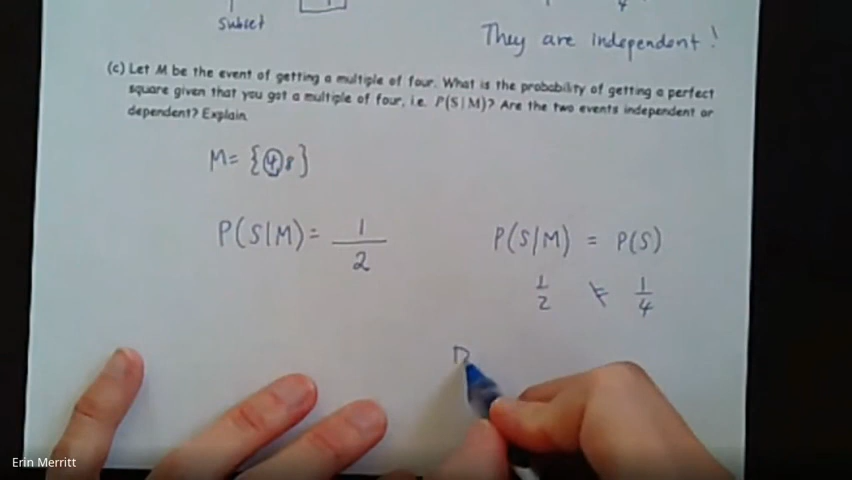 subset
They are independent!
(c) Let M be the event of getting a multiple of four. What is the probability of getting a perfect
square given that you got a multiple of four, i.e. P(S|M)? Are the two events independent or
dependent? Explain.
M= {4,8}
P(S|M)= 1/2
P(S|M) = P(S)
1/2 ≠ 1/4
D
Erin Merritt